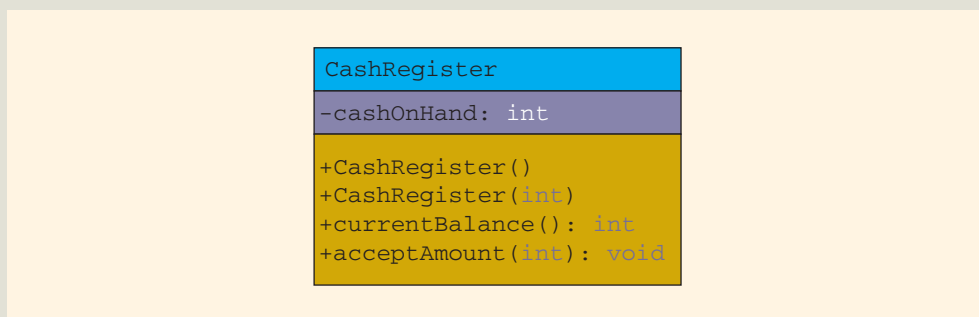 CashRegister
-cashOnHand: int
+CashRegister()
+CashRegister(int)
+currentBalance(): int
+acceptAmount(int): void